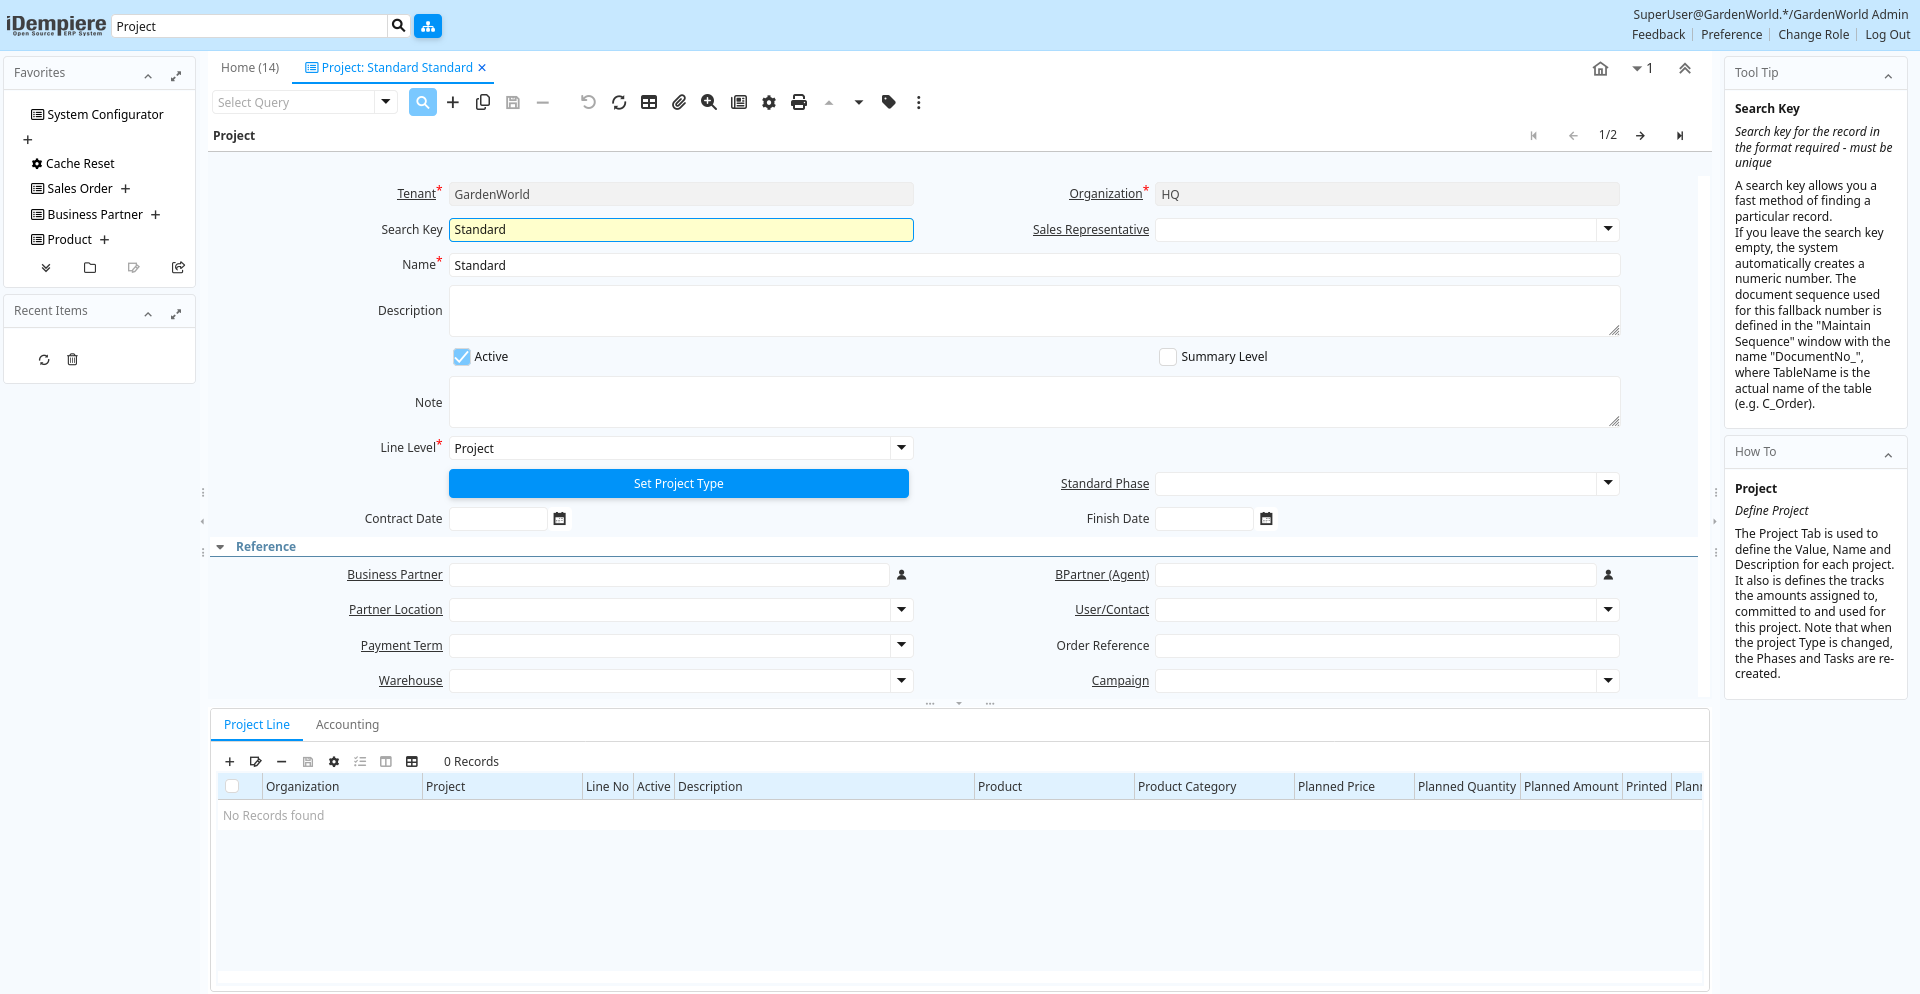 iDempiere
Open Source ERP System
Project
SuperUser@GardenWorld.*/GardenWorld Admin
Feedback
Preference
Change Role
Log Out
Favorites
System Configurator
Cache Reset
Sales Order
Business Partner
Product
Recent Items
Home (14)
Project: Standard Standard
1
Select Query
Project
1/2
Tenant*
GardenWorld
Organization*
HQ
Search Key
Standard
Sales Representative
Name*
Standard
Description
Active
Summary Level
Note
Line Level*
Project
Set Project Type
Standard Phase
Contract Date
Finish Date
Reference
Business Partner
BPartner (Agent)
Partner Location
User/Contact
Payment Term
Order Reference
Warehouse
Campaign
Project Line
Accounting
0 Records
Organization
Project
Line No
Active
Description
Product
Product Category
Planned Price
Planned Quantity
Planned Amount
Printed
Plan
No Records found
Tool Tip
Search Key
Search key for the record in
the format required - must be
unique
A search key allows you a
fast method of finding a
particular record.
If you leave the search key
empty, the system
automatically creates a
numeric number. The
document sequence used
for this fallback number is
defined in the "Maintain
Sequence" window with the
name "DocumentNo_",
where TableName is the
actual name of the table
(e.g. C_Order).
How To
Project
Define Project
The Project Tab is used to
define the Value, Name and
Description for each project.
It also is defines the tracks
the amounts assigned to,
committed to and used for
this project. Note that when
the project Type is changed,
the Phases and Tasks are re-
created.